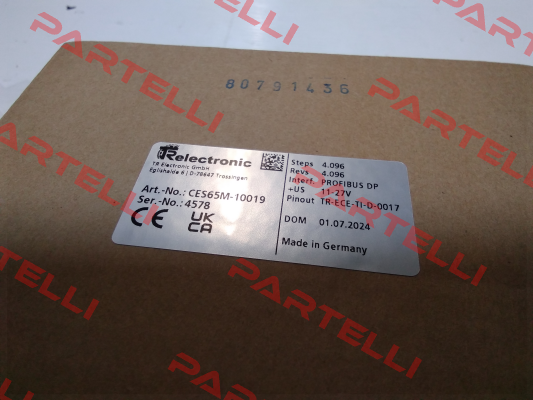 80791436
TRelectronic
TR Electronic GmbH
Eglishalde 6 | D-78647 Trossingen
Art.-No.: CES65M-10019
Ser.-No.: 4578
CE UK CA
Steps 4.096
Revs 4.096
Interf. PROFIBUS DP
+US 11-27V
Pinout TR-ECE-TI-D-0017
DOM 01.07.2024
Made in Germany
PARTELLI
PARTELLI
PARTELLI
PARTELLI
PARTELLI
PARTELLI
PARTELLI